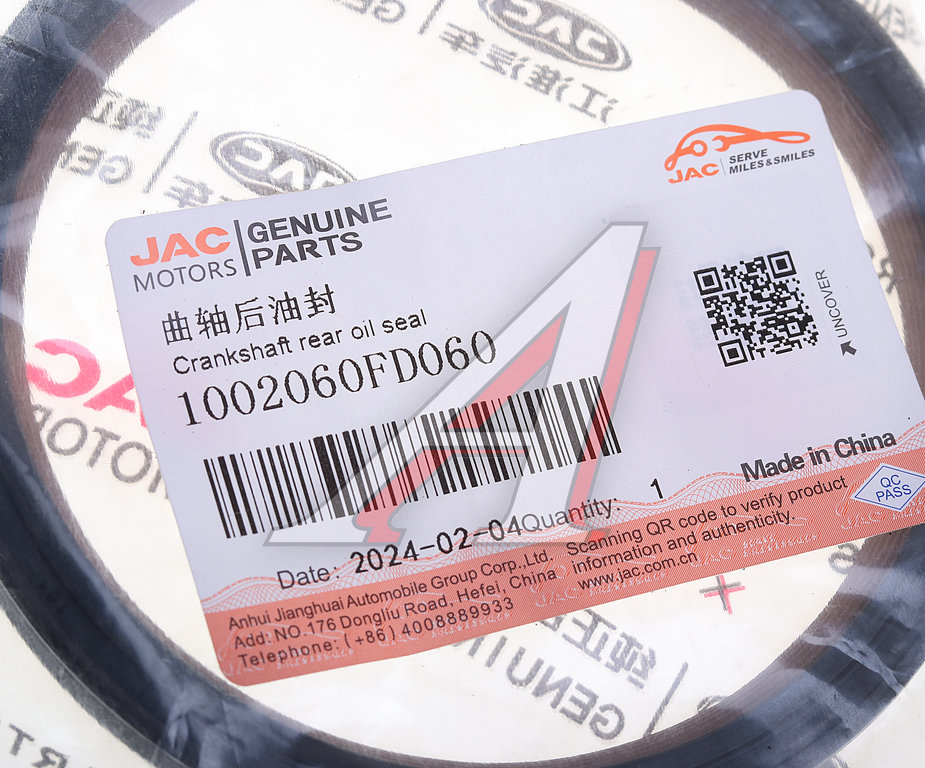 JAC
SERVE
MILES & SMILES
JAC
MOTORS
GENUINE
PARTS
曲轴后油封
Crankshaft rear oil seal
1002060FD060
UNCOVER
Made in China
QC
PASS
Date: 2024-02-04
Quantity: 1
Anhui Jianghuai Automobile Group Corp., Ltd.
Add: NO. 176 Dongliu Road, Hefei, China
Telephone: (+86) 4008889933
Scanning QR code to verify product
information and authenticity.
www.jac.com.cn